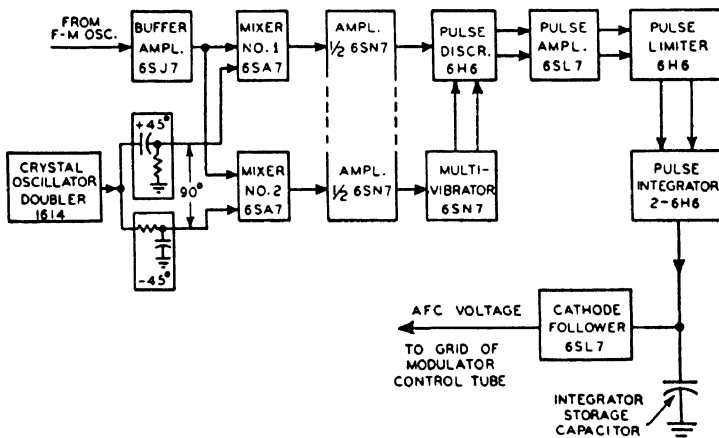 FROM
F-M OSC.
BUFFER
AMPL.
6SJ7
MIXER
NO. 1
6SA7
AMPL.
1/2 6SN7
PULSE
DISCR.
6H6
PULSE
AMPL.
6SL7
PULSE
LIMITER
6H6
+45°
CRYSTAL
OSCILLATOR
DOUBLER
1614
90°
-45°
MIXER
NO. 2
6SA7
AMPL.
1/2 6SN7
MULTI-
VIBRATOR
6SN7
PULSE
INTEGRATOR
2-6H6
AFC VOLTAGE
TO GRID OF
MODULATOR
CONTROL TUBE
CATHODE
FOLLOWER
6SL7
INTEGRATOR
STORAGE
CAPACITOR